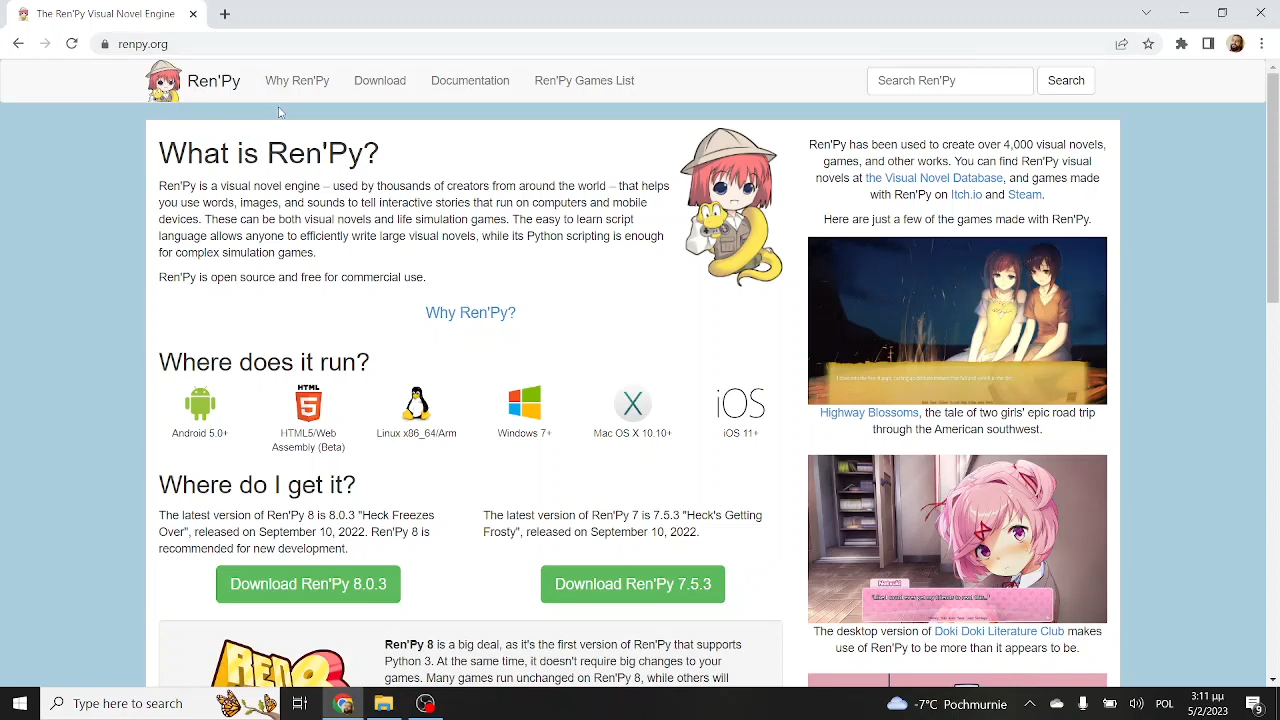 The Ren'Py Visual Novel Engine
renpy.org
Ren'Py
Why Ren'Py
Download
Documentation
Ren'Py Games List
Search Ren'Py
Search
What is Ren'Py?
Ren'Py is a visual novel engine – used by thousands of creators from around the world – that helps
you use words, images, and sounds to tell interactive stories that run on computers and mobile
devices. These can be both visual novels and life simulation games. The easy to learn script
language allows anyone to efficiently write large visual novels, while its Python scripting is enough
for complex simulation games.
Ren'Py is open source and free for commercial use.
Why Ren'Py?
Where does it run?
HTML
5
X
iOS
Android 5.0+
HTML5/Web
Assembly (Beta)
Linux x86_64/Arm
Windows 7+
Mac OS X 10.10+
iOS 11+
Where do I get it?
The latest version of Ren'Py 8 is 8.0.3 "Heck Freezes
Over", released on September 10, 2022. Ren'Py 8 is
recommended for new development.
Download Ren'Py 8.0.3
The latest version of Ren'Py 7 is 7.5.3 "Heck's Getting
Frosty", released on September 10, 2022.
Download Ren'Py 7.5.3
Ren'Py 8 is a big deal, as it's the first version of Ren'Py that supports
Python 3. At the same time, it doesn't require big changes to your
games. Many games run unchanged on Ren'Py 8, while others will
Ren'Py has been used to create over 4,000 visual novels,
games, and other works. You can find Ren'Py visual
novels at the Visual Novel Database, and games made
with Ren'Py on Itch.io and Steam.
Here are just a few of the games made with Ren'Py.
Highway Blossoms, the tale of two girls' epic road trip
through the American southwest.
The desktop version of Doki Doki Literature Club makes
use of Ren'Py to be more than it appears to be.
Type here to search
-7°C Pochmurnie
POL
3:11 μμ
5/2/2023
9